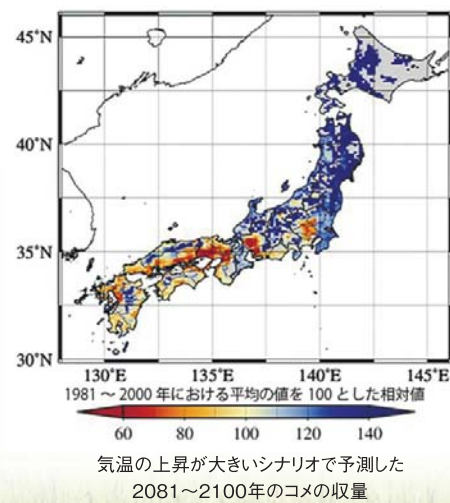 45°N
40°N
35°N
30°N
130°E 135°E 140°E 145°E
1981 ～ 2000 年における平均の値を 100 とした相対値
60 80 100 120 140
気温の上昇が大きいシナリオで予測した
2081～2100年のコメの収量